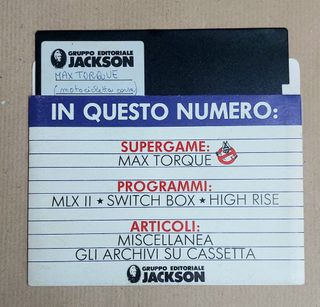 GRUPPO EDITORIALE
JACKSON
MAX TORQUE
(motocicletta
IN QUESTO NUMERO:
SUPERGAME:
MAX TORQUE
PROGRAMMI:
MLX II ★ SWITCH BOX ★ HIGH RISE
ARTICOLI:
MISCELLANEA
GLI ARCHIVI SU CASSETTA
GRUPPO EDITORIALE
JACKSON